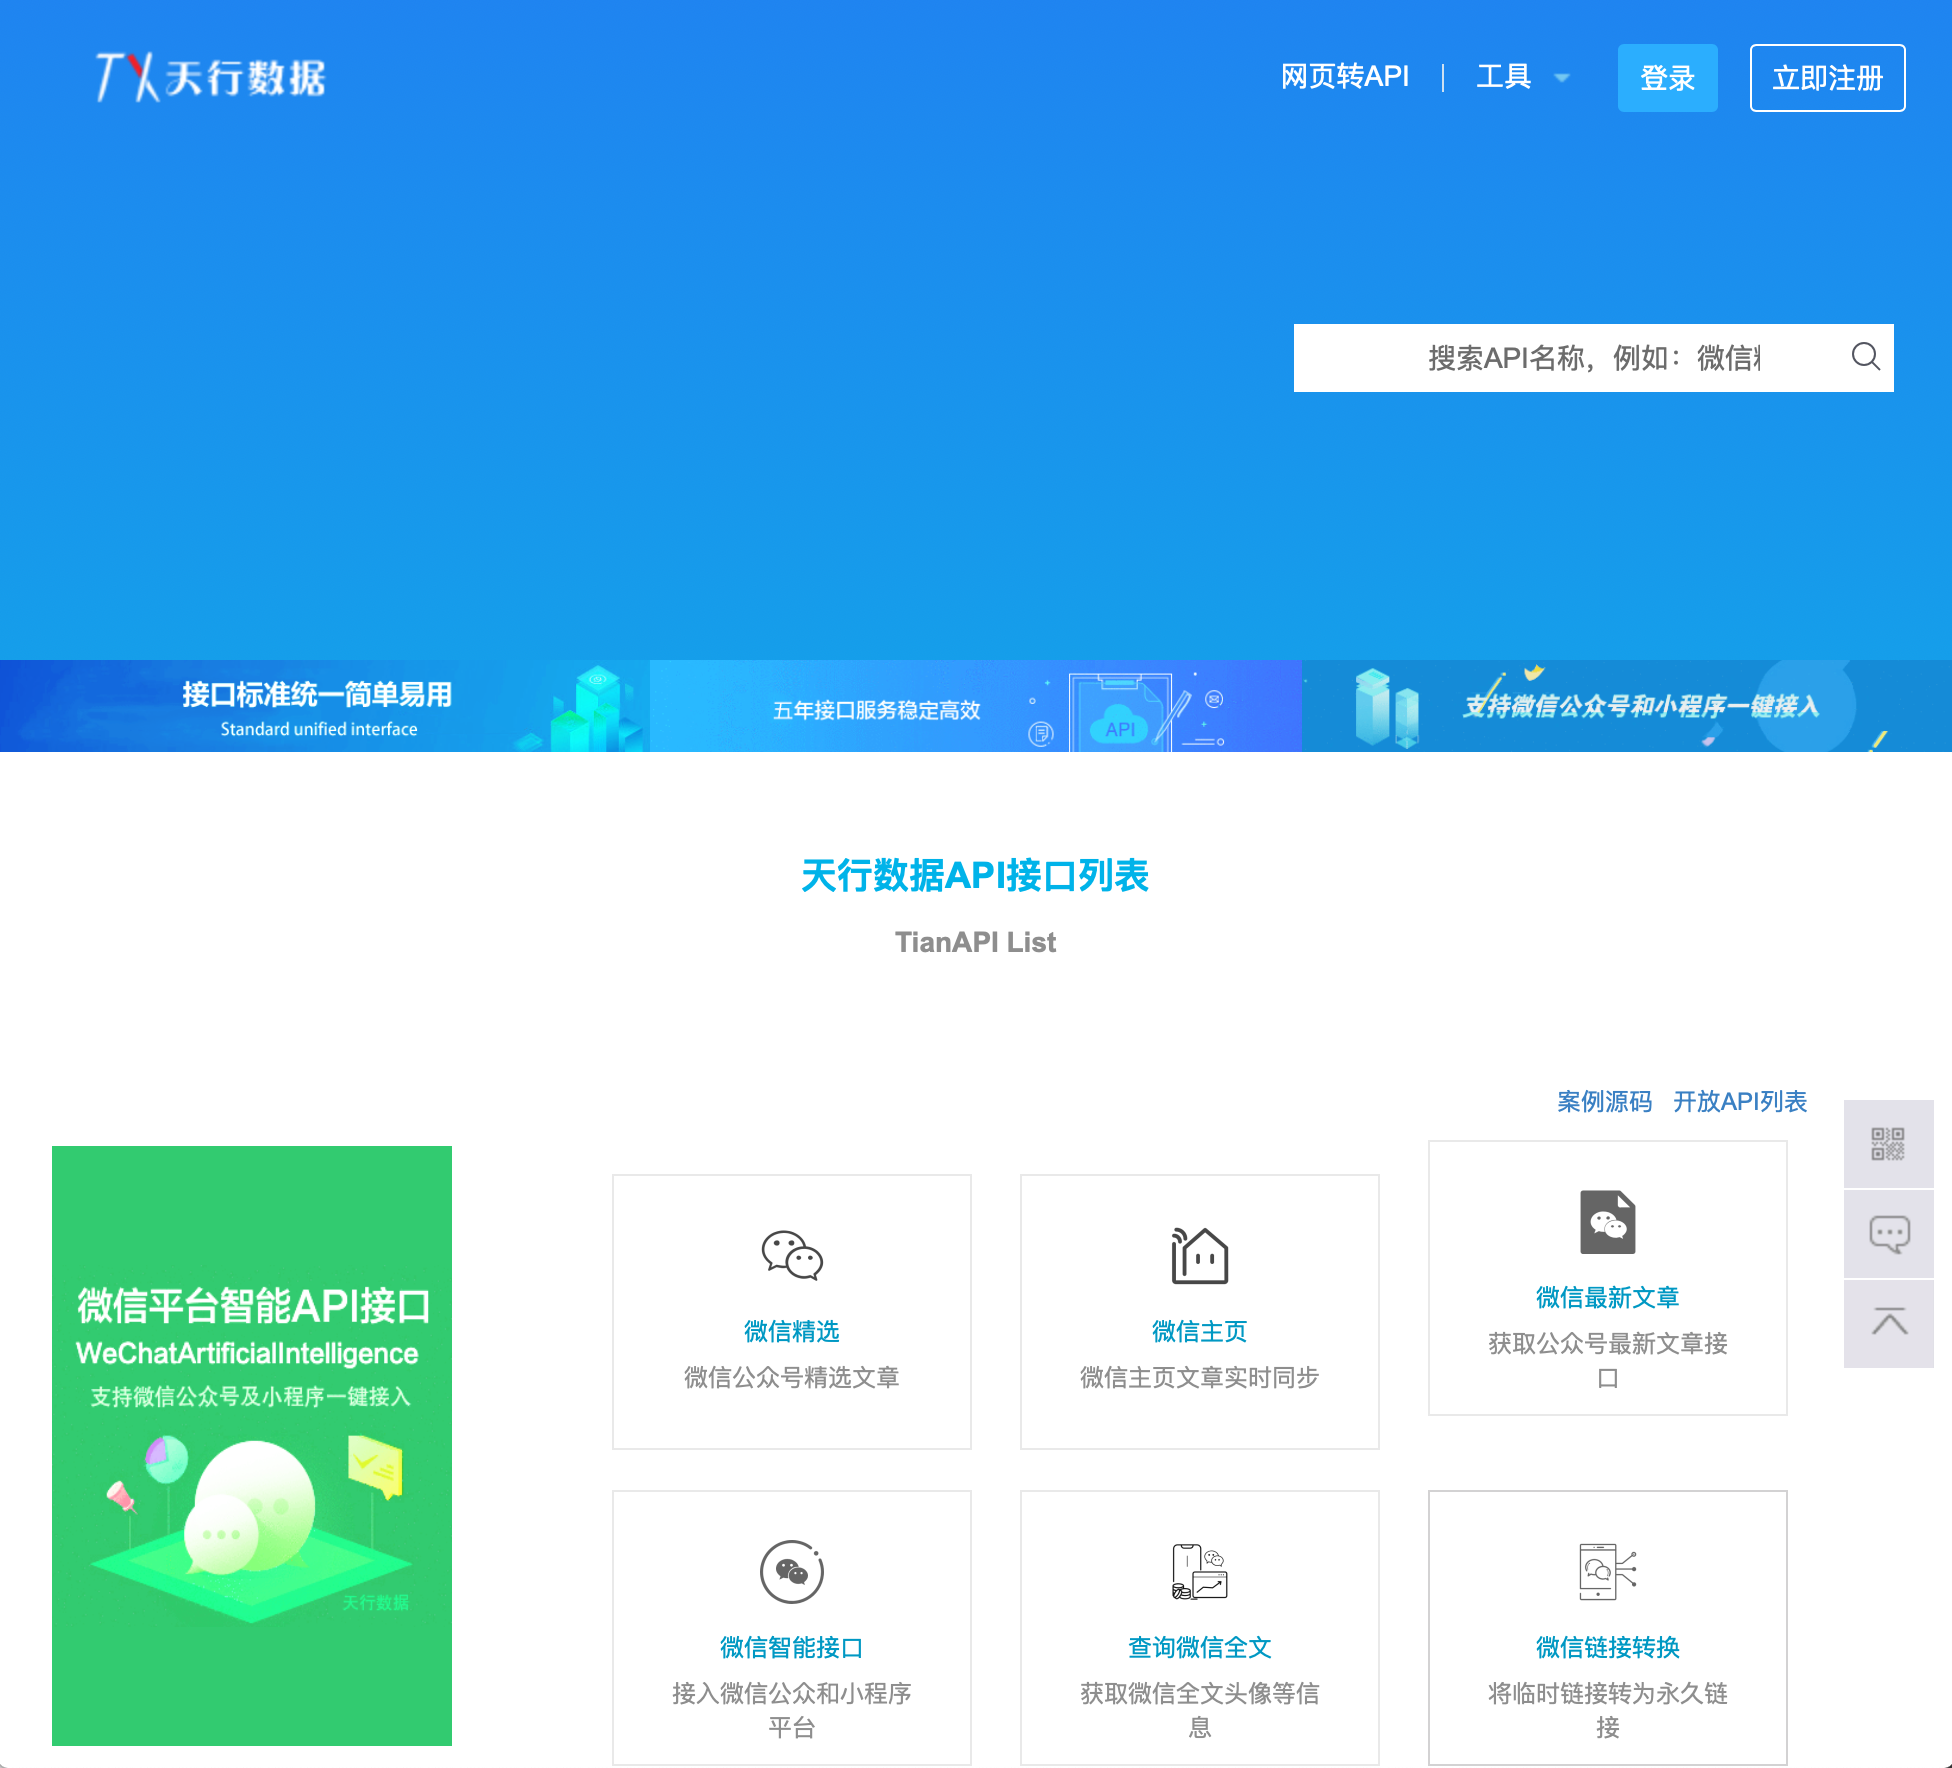 TX天行数据
网页转API
工具
登录
立即注册
搜索API名称，例如：微信
接口标准统一简单易用
Standard unified interface
五年接口服务稳定高效
API
支持微信公众号和小程序一键接入
天行数据API接口列表
TianAPI List
案例源码 开放API列表
微信平台智能API接口
WeChatArtificialIntelligence
支持微信公众号及小程序一键接入
天行数据
微信精选
微信公众号精选文章
微信主页
微信主页文章实时同步
微信最新文章
获取公众号最新文章接
口
微信智能接口
接入微信公众和小程序
平台
查询微信全文
获取微信全文头像等信
息
微信链接转换
将临时链接转为永久链
接